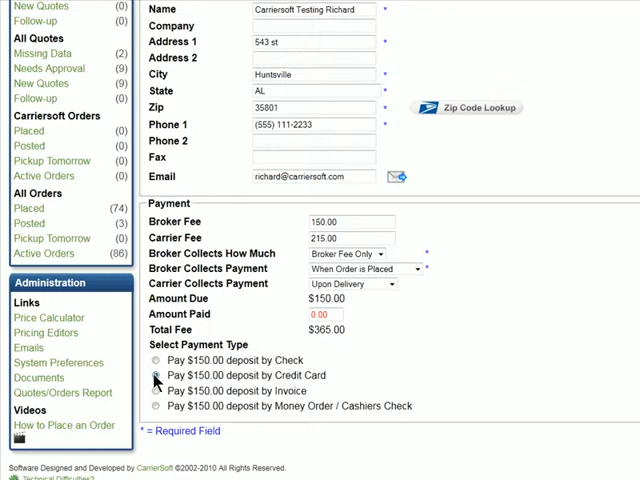 New Quotes (0)
Follow-up (0)
All Quotes
Missing Data (2)
Needs Approval (9)
New Quotes (9)
Follow-up (0)
Carriersoft Orders
Placed (0)
Posted (0)
Pickup Tomorrow (0)
Active Orders (0)
All Orders
Placed (74)
Posted (3)
Pickup Tomorrow (0)
Active Orders (86)
Administration
Links
Price Calculator
Pricing Editors
Emails
System Preferences
Documents
Quotes/Orders Report
Videos
How to Place an Order
Name Carriersoft Testing Richard *
Company
Address 1 543 st *
Address 2
City Huntsville *
State AL *
Zip 35801 * Zip Code Lookup
Phone 1 (555) 111-2233 *
Phone 2
Fax
Email richard@carriersoft.com
Payment
Broker Fee 150.00
Carrier Fee 215.00
Broker Collects How Much Broker Fee Only *
Broker Collects Payment When Order is Placed *
Carrier Collects Payment Upon Delivery
Amount Due $150.00
Amount Paid 0.00
Total Fee $365.00
Select Payment Type
Pay $150.00 deposit by Check
Pay $150.00 deposit by Credit Card
Pay $150.00 deposit by Invoice
Pay $150.00 deposit by Money Order / Cashiers Check
* = Required Field
Software Designed and Developed by CarrierSoft ©2002-2010 All Rights Reserved.
Technical Difficulties?